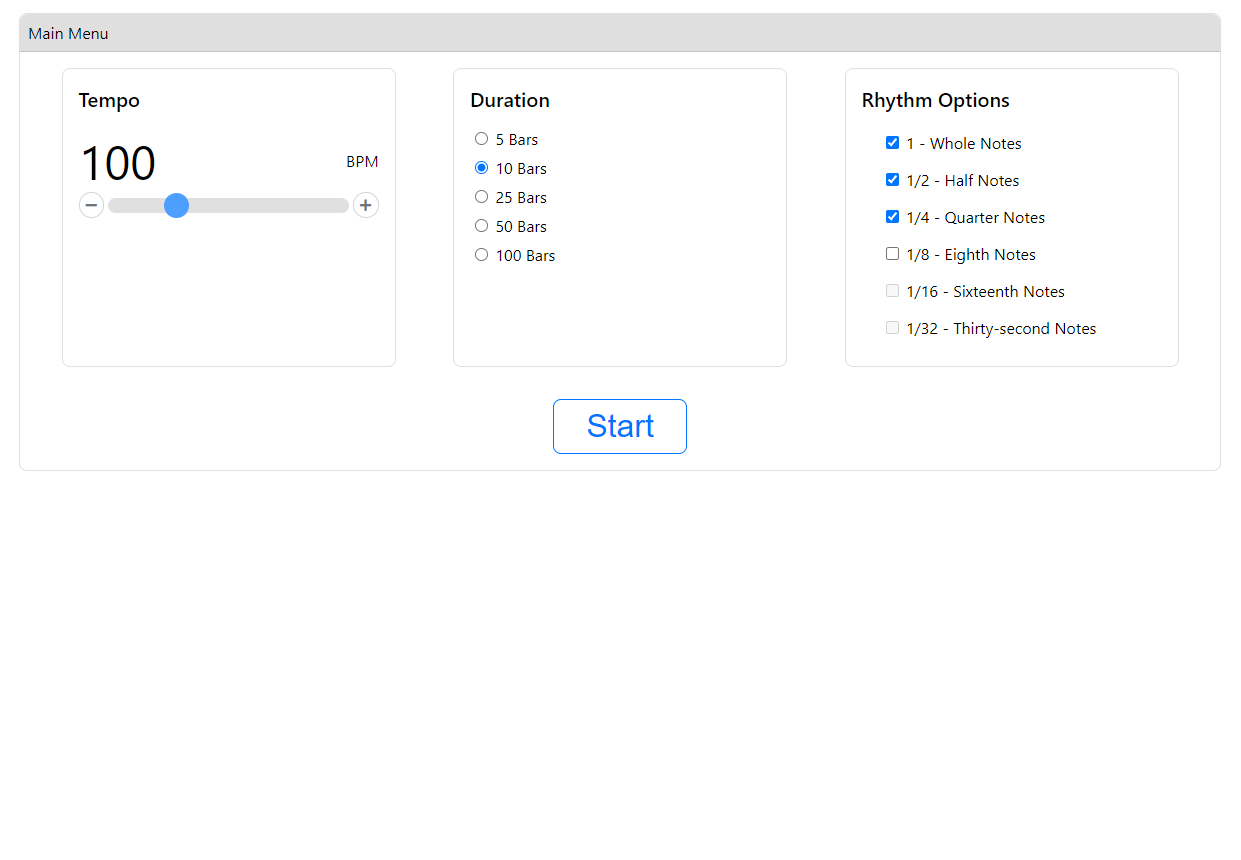 Main Menu
Tempo
100 BPM
Duration
5 Bars
10 Bars
25 Bars
50 Bars
100 Bars
Rhythm Options
1 - Whole Notes
1/2 - Half Notes
1/4 - Quarter Notes
1/8 - Eighth Notes
1/16 - Sixteenth Notes
1/32 - Thirty-second Notes
Start